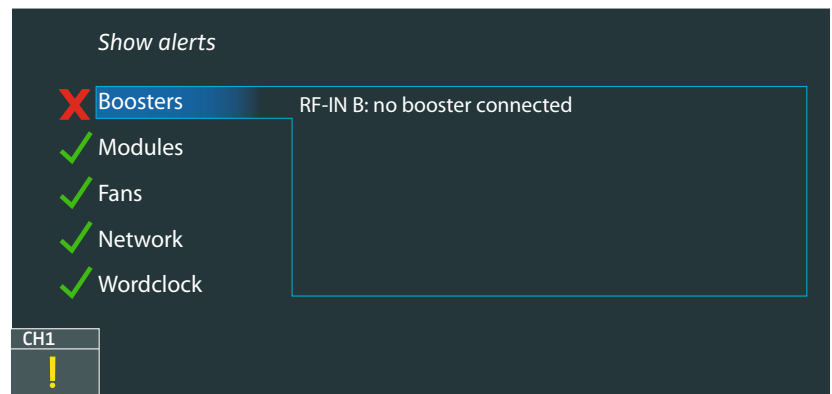 Show alerts
Boosters
RF-IN B: no booster connected
Modules
Fans
Network
Wordclock
CH1
!